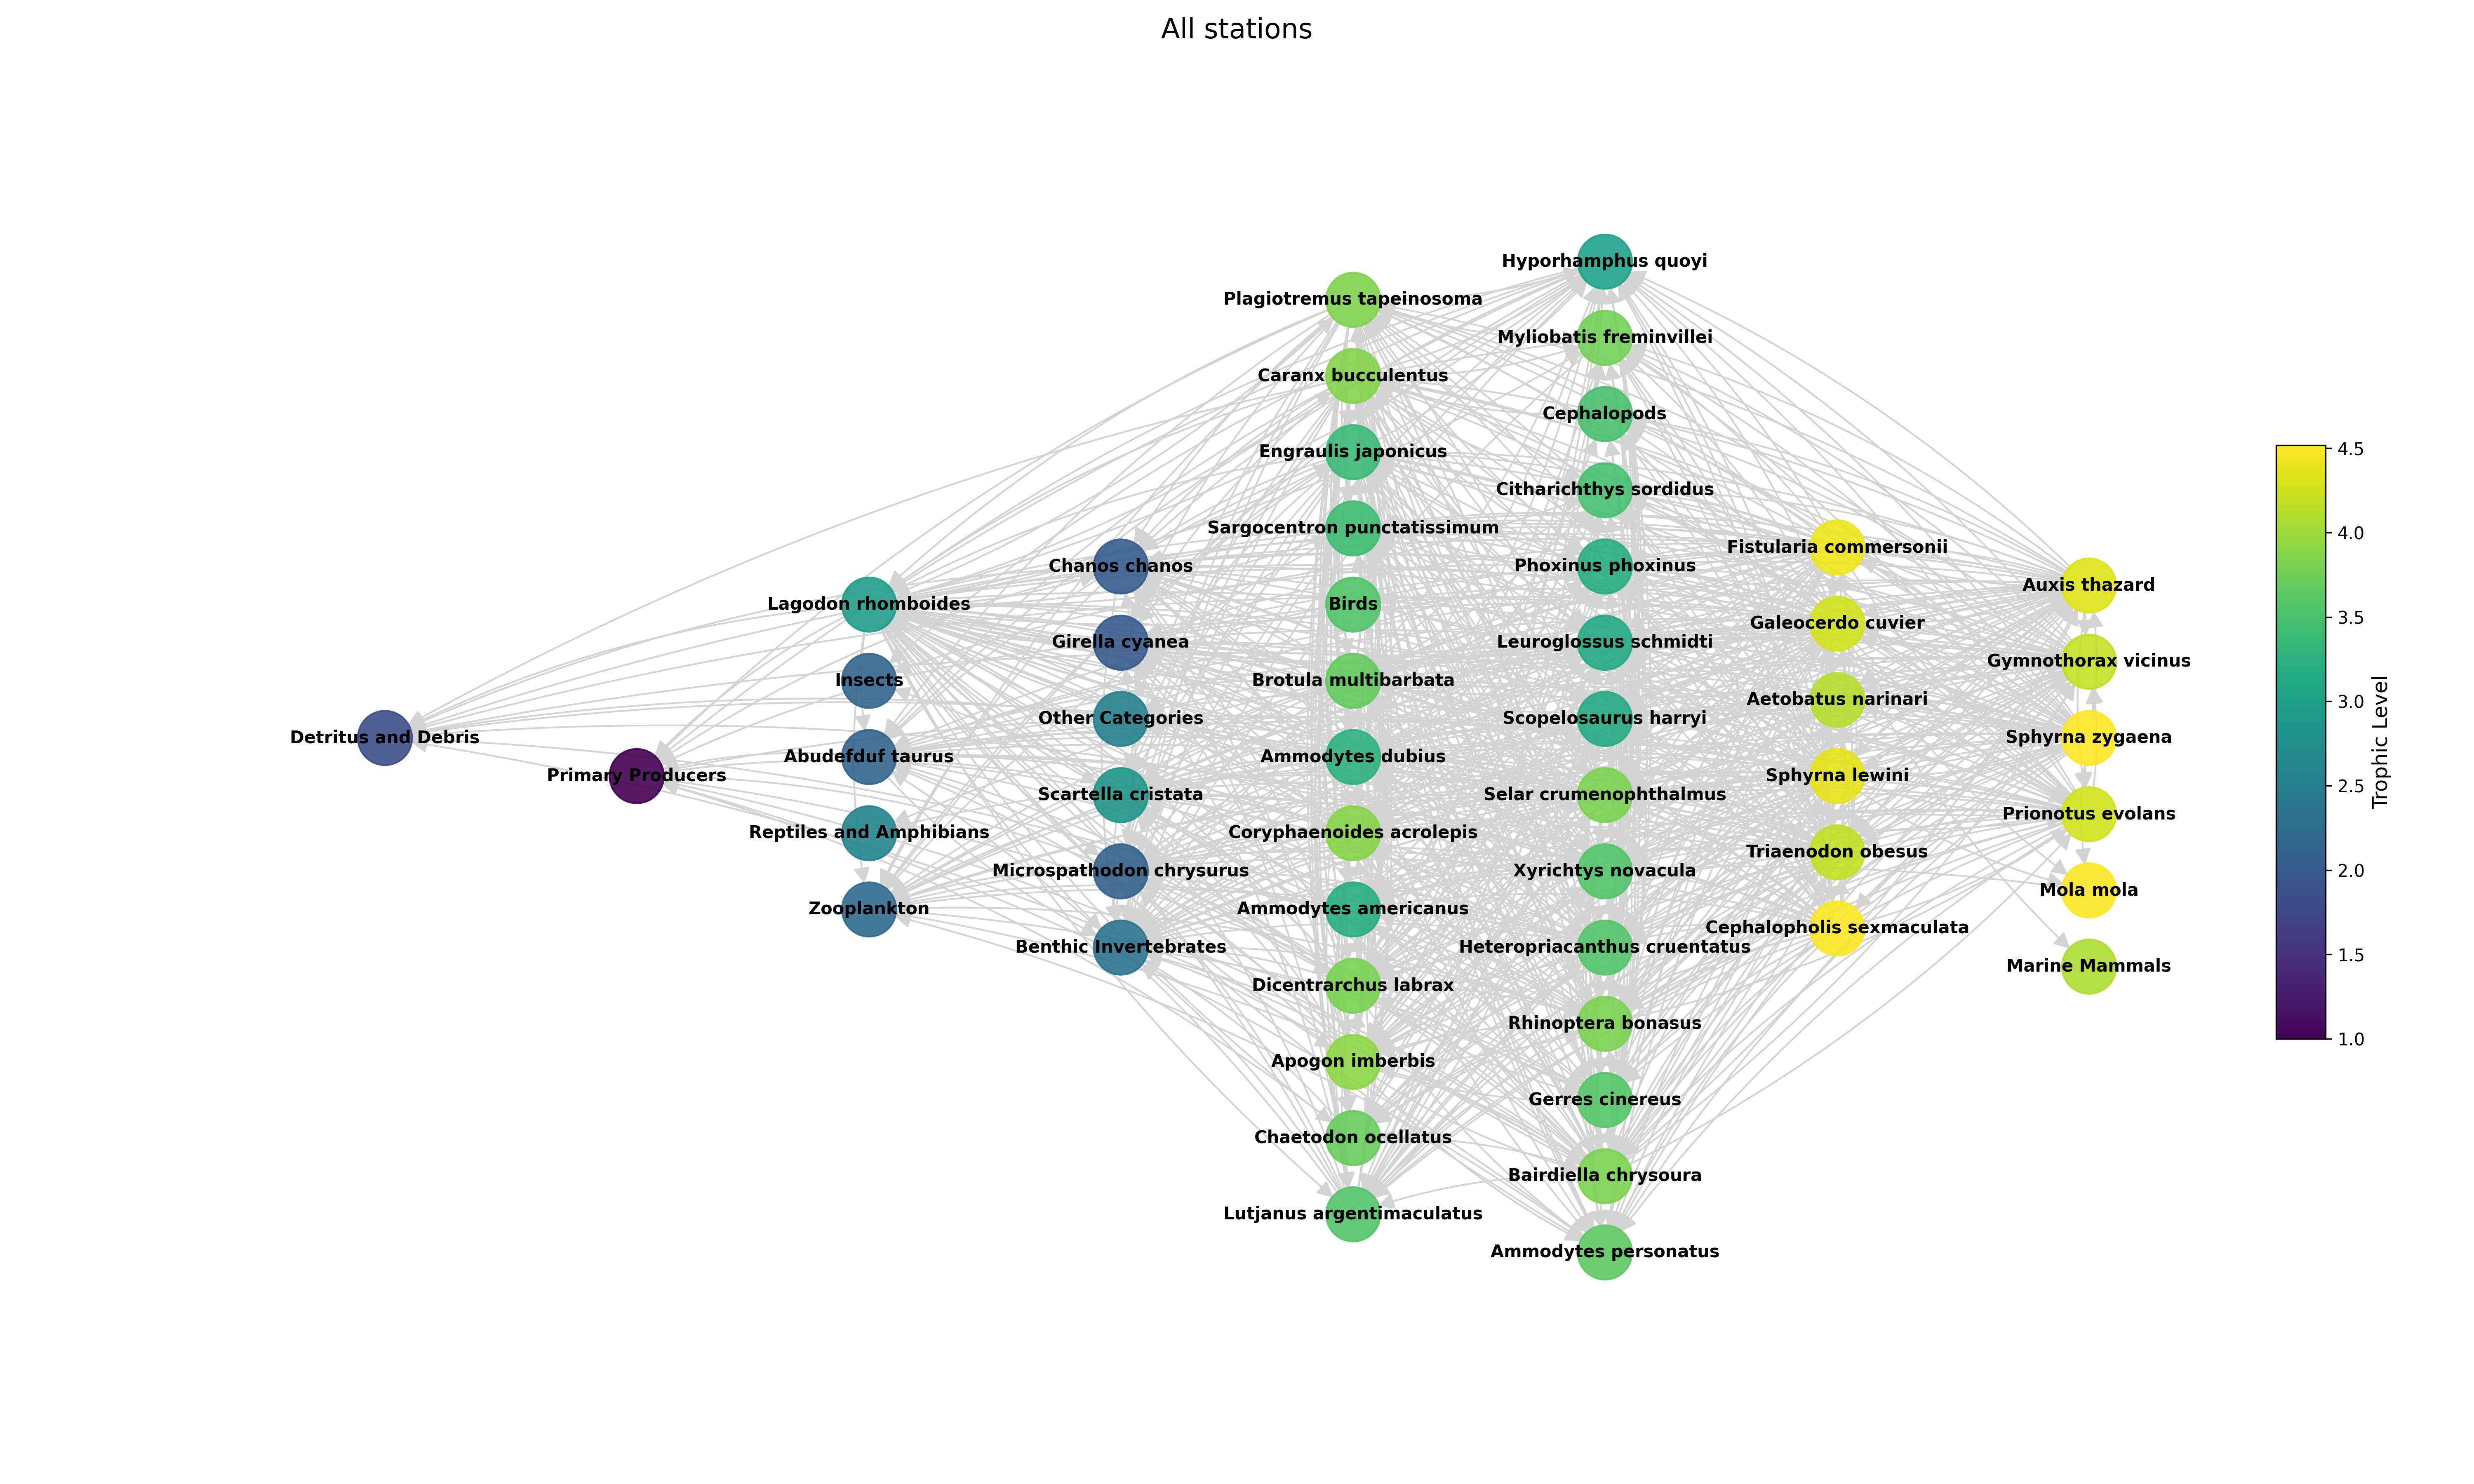 All stations
Detritus and Debris
Primary Producers
Lagodon rhomboides
Insects
Abudefduf taurus
Reptiles and Amphibians
Zooplankton
Chanos chanos
Girella cyanea
Other Categories
Scartella cristata
Microspathodon chrysurus
Benthic Invertebrates
Plagiotremus tapeinosoma
Caranx bucculentus
Engraulis japonicus
Sargocentron punctatissimum
Birds
Brotula multibarbata
Ammodytes dubius
Coryphaenoides acrolepis
Ammodytes americanus
Dicentrarchus labrax
Apogon imberbis
Chaetodon ocellatus
Lutjanus argentimaculatus
Hyporhamphus quoyi
Myliobatis freminvillei
Cephalopods
Citharichthys sordidus
Phoxinus phoxinus
Leuroglossus schmidti
Scopelosaurus harryi
Selar crumenophthalmus
Xyrichtys novacula
Heteropriacanthus cruentatus
Rhinoptera bonasus
Gerres cinereus
Bairdiella chrysoura
Ammodytes personatus
Fistularia commersonii
Galeocerdo cuvier
Aetobatus narinari
Sphyrna lewini
Triaenodon obesus
Cephalopholis sexmaculata
Auxis thazard
Gymnothorax vicinus
Sphyrna zygaena
Prionotus evolans
Mola mola
Marine Mammals
4.5
4.0
3.5
3.0
2.5
2.0
1.5
1.0
Trophic Level